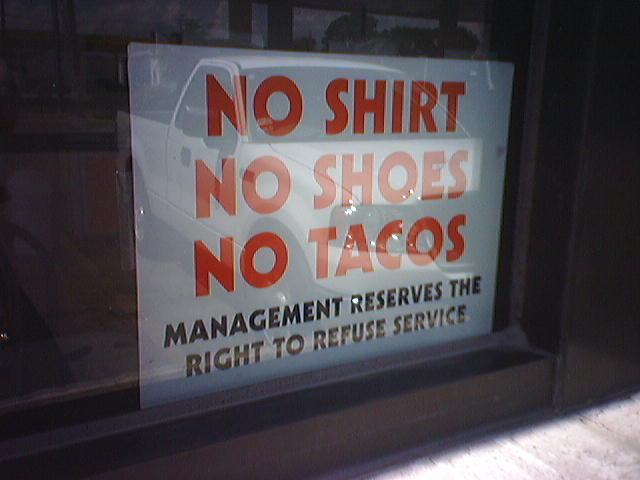 NO SHIRT
NO SHOES
NO TACOS
MANAGEMENT RESERVES THE
RIGHT TO REFUSE SERVICE